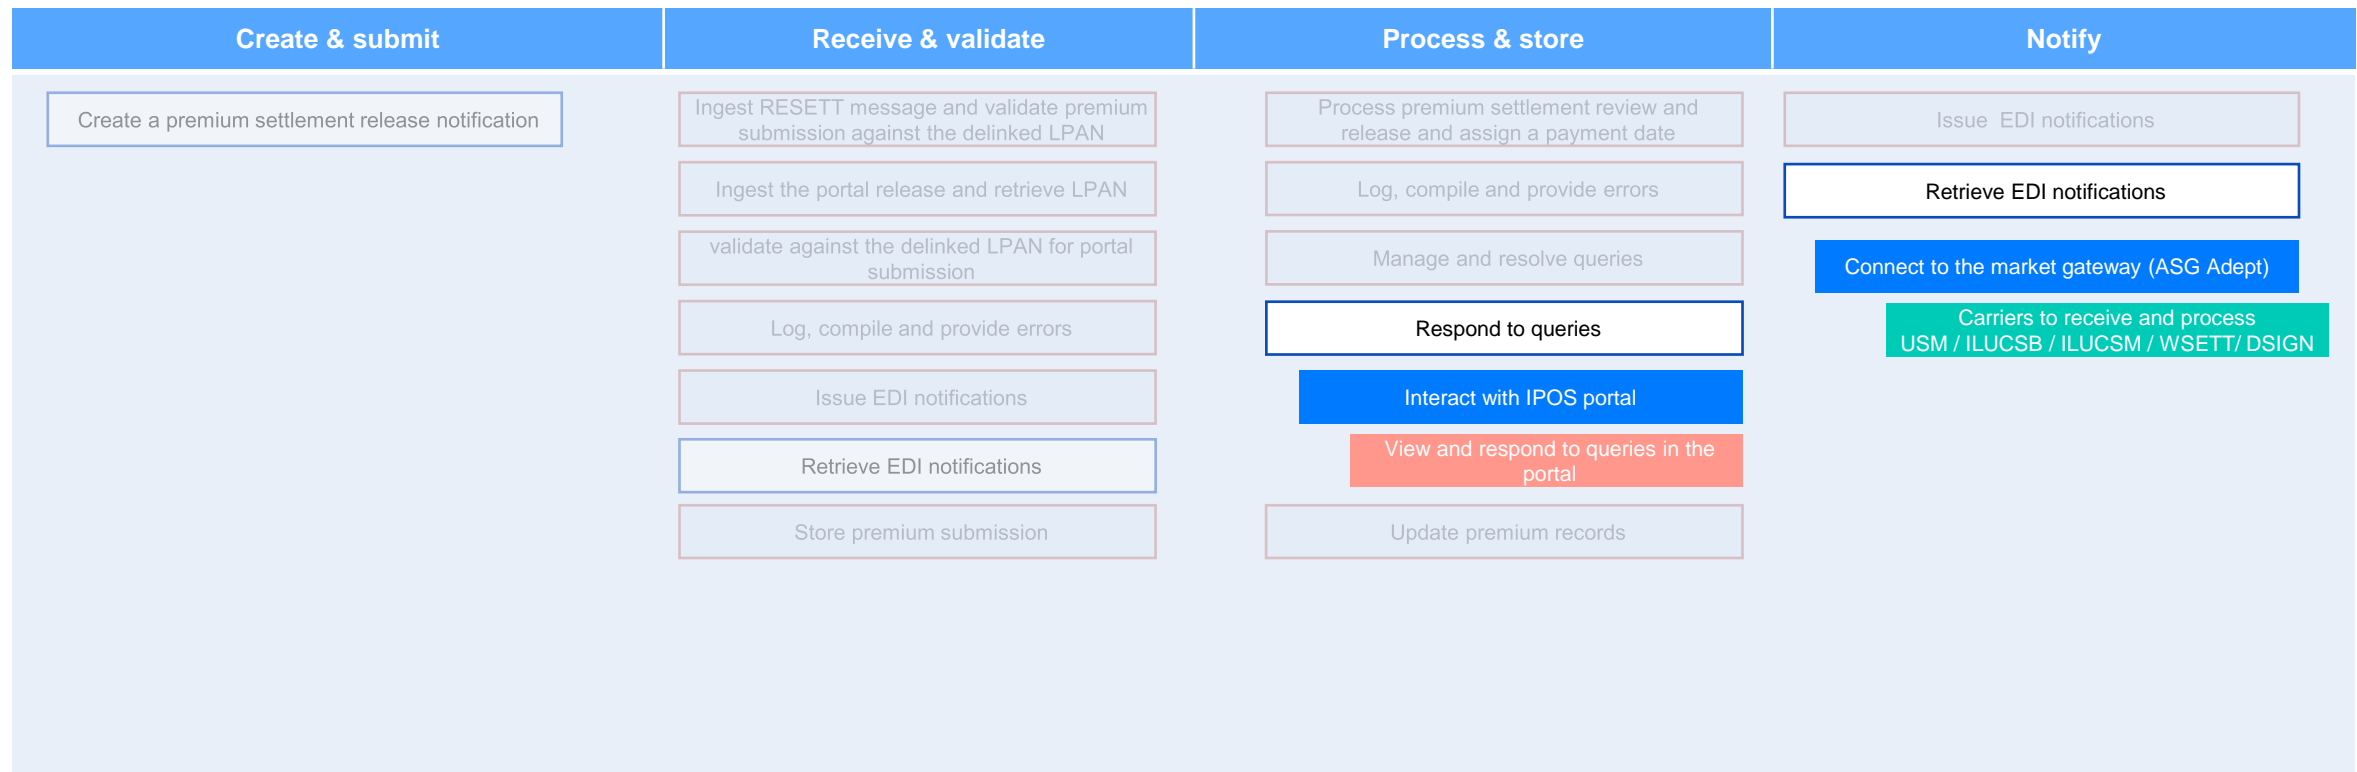 Create & submit
Receive & validate
Process & store
Notify
Create a premium settlement release notification
Ingest RESETT message and validate premium
submission against the delinked LPAN
Ingest the portal release and retrieve LPAN
validate against the delinked LPAN for portal
submission
Log, compile and provide errors
Issue EDI notifications
Retrieve EDI notifications
Store premium submission
Process premium settlement review and
release and assign a payment date
Log, compile and provide errors
Manage and resolve queries
Respond to queries
Interact with IPOS portal
View and respond to queries in the
portal
Update premium records
Issue EDI notifications
Retrieve EDI notifications
Connect to the market gateway (ASG Adept)
Carriers to receive and process
USM / ILUCSB / ILUCSM / WSETT/ DSIGN